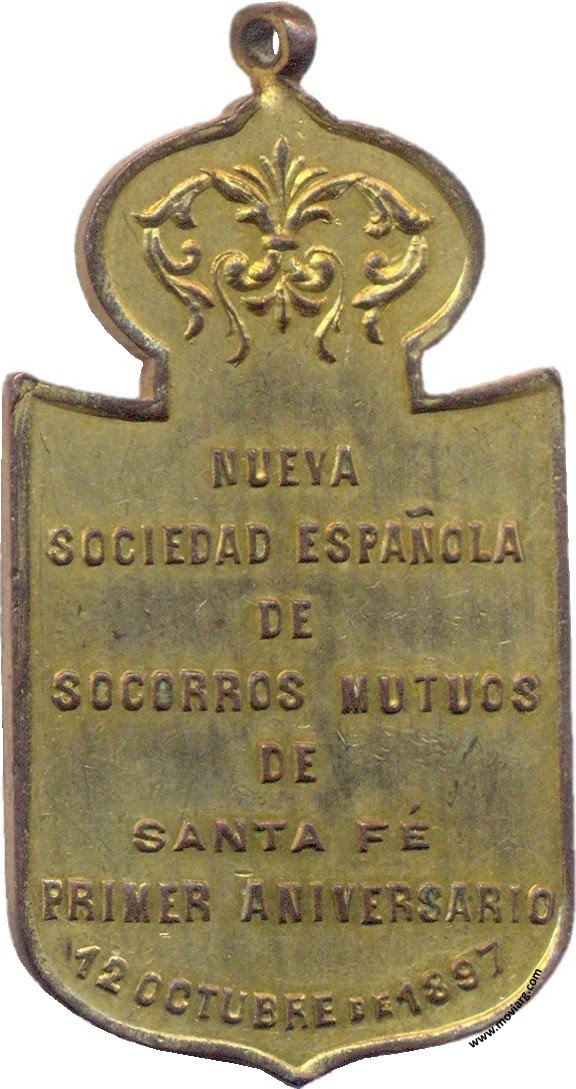 NUEVA
SOCIEDAD ESPAÑOLA
DE
SOCORROS MUTUOS
DE
SANTA FÉ
PRIMER ANIVERSARIO
12 OCTUBRE DE 1897
www.moviarg.com